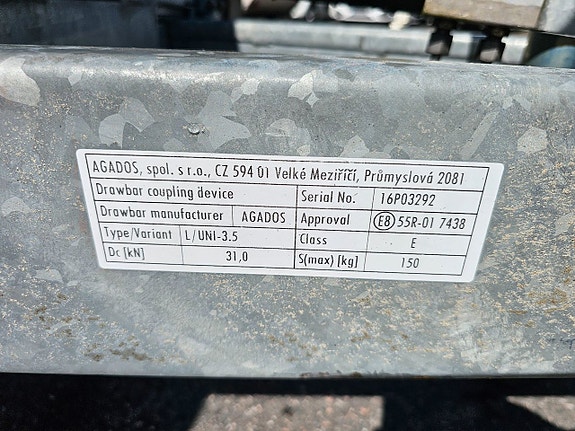 AGADOS, spol. s r.o., CZ 594 01 Velké Meziříčí, Průmyslová 2081
Drawbar coupling device Serial No. 16P03292
Drawbar manufacturer AGADOS Approval E8 55R-01 7438
Type/Variant L/UNI-3.5 Class E
Dc [kN] 31,0 S(max) [kg] 150